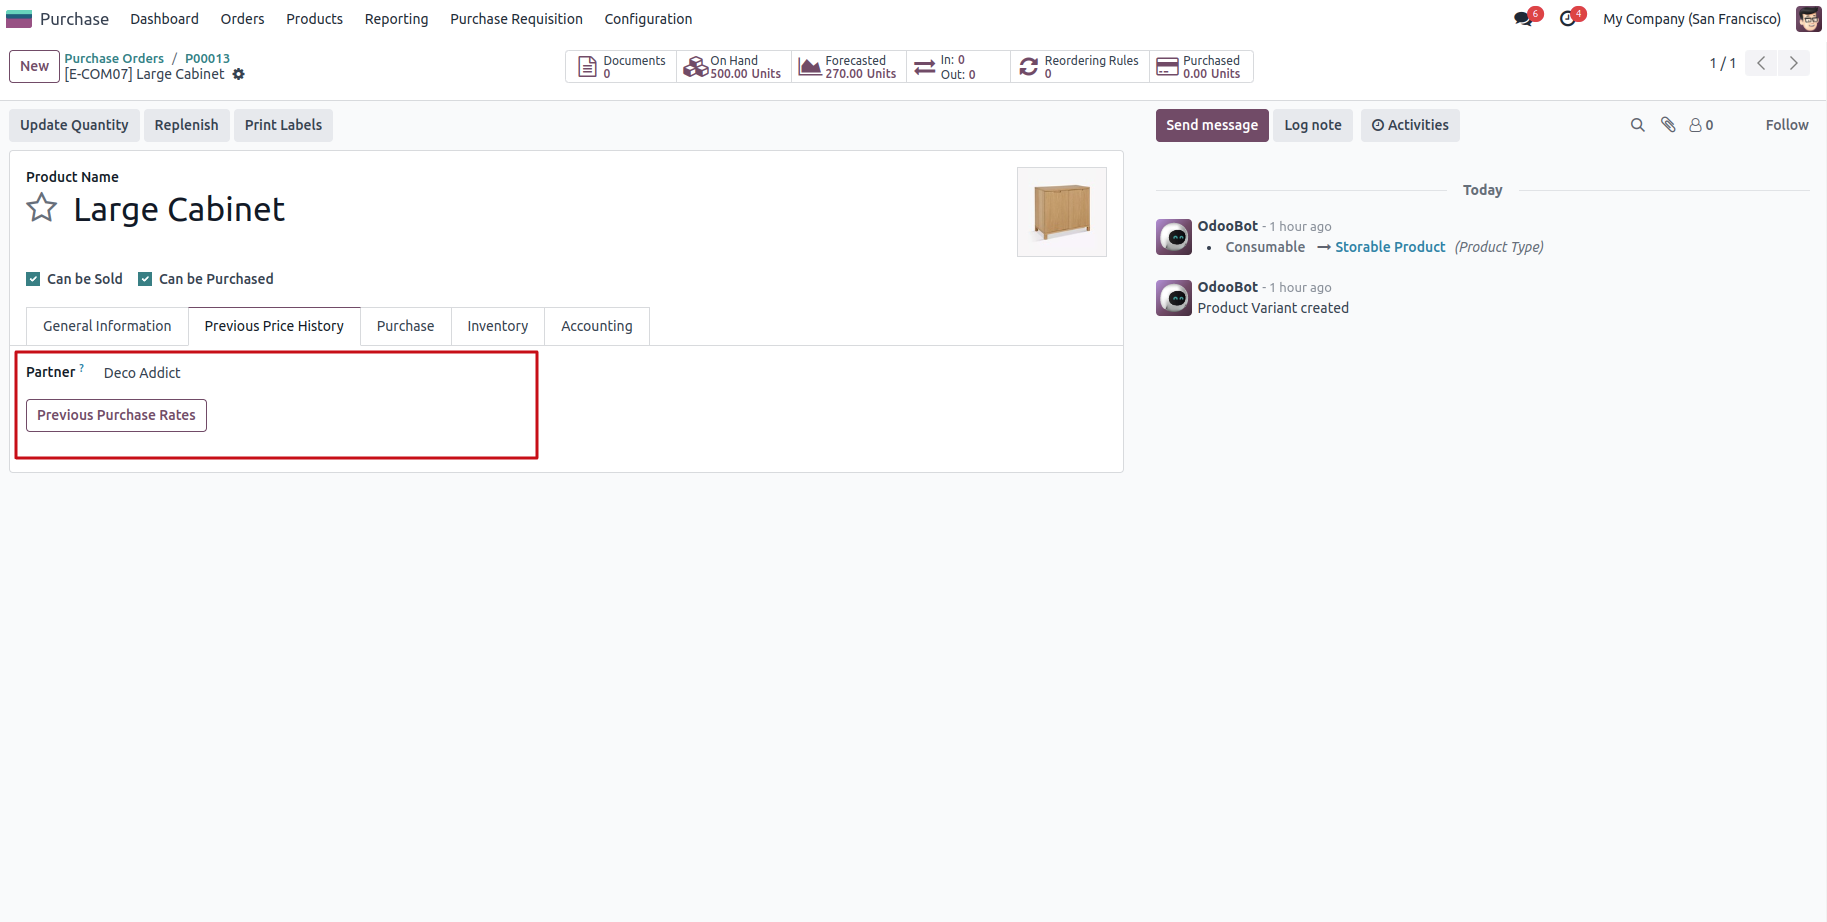 Purchase Dashboard Orders Products Reporting Purchase Requisition Configuration 6 4 My Company (San Francisco)
New
Purchase Orders / P00013
[E-COM07] Large Cabinet
Documents
0
On Hand
500.00 Units
Forecasted
270.00 Units
In: 0
Out: 0
Reordering Rules
0
Purchased
0.00 Units
1 / 1
Update Quantity Replenish Print Labels
Send message Log note Activities 0 Follow
Product Name
Large Cabinet
Can be Sold Can be Purchased
General Information Previous Price History Purchase Inventory Accounting
Partner ? Deco Addict
Previous Purchase Rates
Today
OdooBot - 1 hour ago
• Consumable → Storable Product (Product Type)
OdooBot - 1 hour ago
Product Variant created